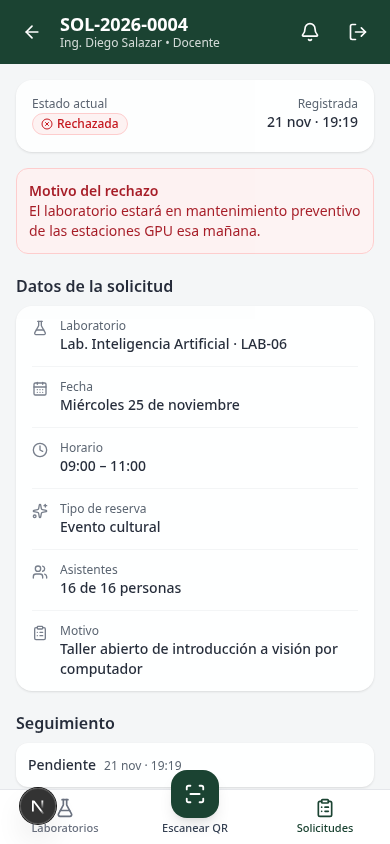 SOL-2026-0004
Ing. Diego Salazar • Docente
Estado actual
Registrada
Rechazada
21 nov · 19:19
Motivo del rechazo
El laboratorio estará en mantenimiento preventivo
de las estaciones GPU esa mañana.
Datos de la solicitud
Laboratorio
Lab. Inteligencia Artificial · LAB-06
Fecha
Miércoles 25 de noviembre
Horario
09:00 – 11:00
Tipo de reserva
Evento cultural
Asistentes
16 de 16 personas
Motivo
Taller abierto de introducción a visión por
computador
Seguimiento
Pendiente 21 nov · 19:19
N
Laboratorios
Escanear QR
Solicitudes